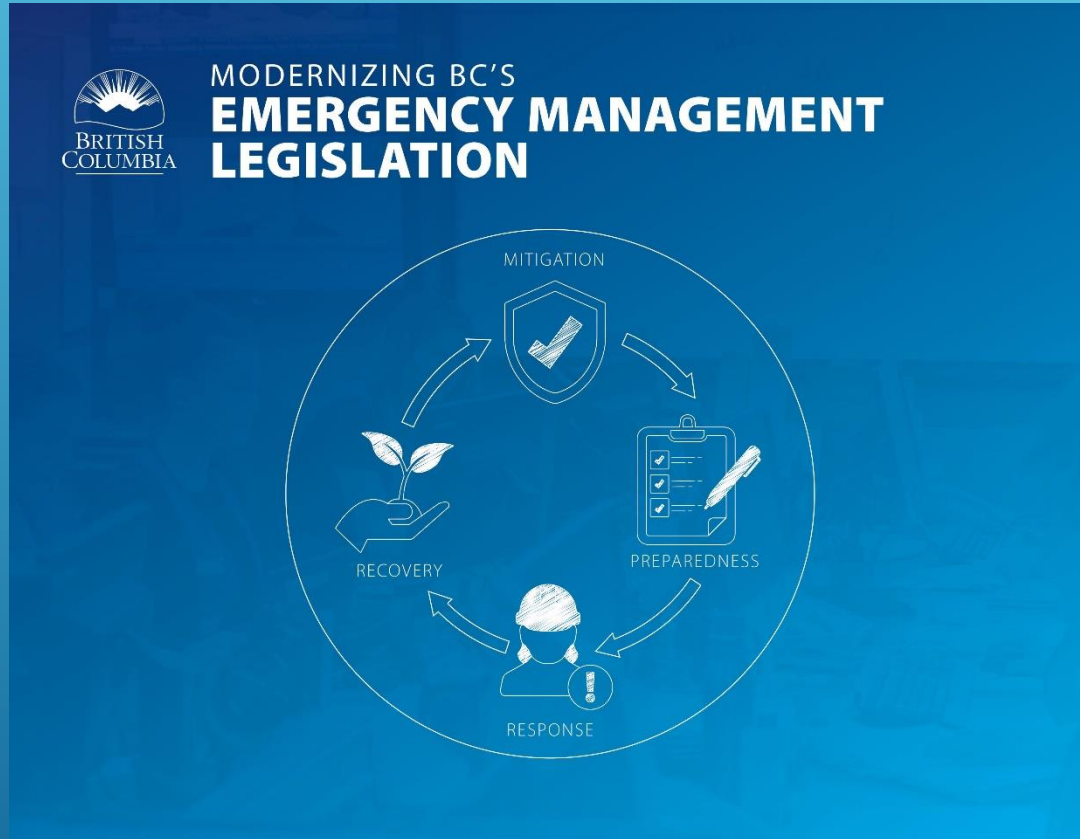 BRITISH
COLUMBIA
MODERNIZING BC'S
EMERGENCY MANAGEMENT
LEGISLATION
MITIGATION
PREPAREDNESS
RECOVERY
RESPONSE